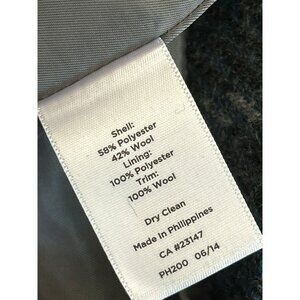 Shell:
58% Polyester
42% Wool
Lining:
100% Polyester
Trim:
100% Wool
Dry Clean
Made in Philippines
CA #23147
PH200 06/14